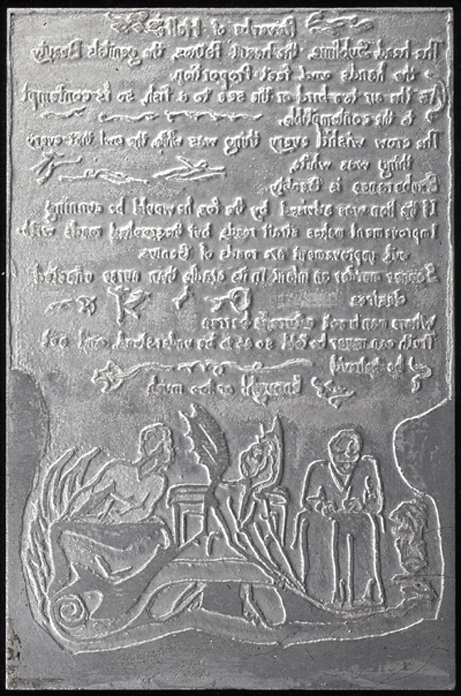 Proverbs of Hell
The head Sublime, the heart Pathos, the genitals Beauty
the hands and feet Proportion.
As the air to a bird or the sea to a fish, so is contempt
to the contemptible.
The crow wish'd every thing was the owl that every
thing was white.
Exuberance is Beauty
If the lion was advised by the fox, he would be cunning
Improvement makes strait roads, but the crooked roads with
out improvement are roads of Genius
Sooner murder an infant in its cradle than nurse unacted
desires
Where man is not nature is barren
Truth can never be told so as to be understood, and not
be believ'd
Enough! or too much